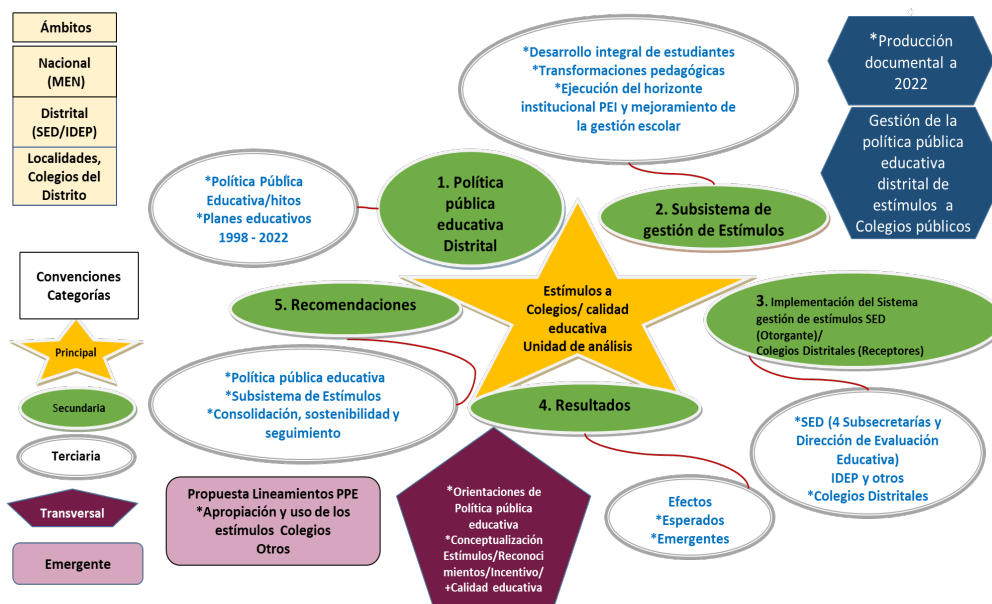 Ámbitos
Nacional
(MEN)
Distrital
(SED/IDEP)
Localidades,
Colegios del
Distrito
Convenciones
Categorías
Principal
Secundaria
Terciaria
Transversal
Emergente
*Política Pública
Educativa/hitos
*Planes educativos
1998 - 2022
1. Política
pública
educativa
Distrital
*Desarrollo integral de estudiantes
*Transformaciones pedagógicas
*Ejecución del horizonte
institucional PEI y mejoramiento de
la gestión escolar
2. Subsistema de
gestión de Estímulos
*Producción
documental a
2022
Gestión de la
política pública
educativa
distrital de
estímulos a
Colegios públicos
Estímulos a
Colegios/ calidad
educativa
Unidad de análisis
3. Implementación del Sistema
gestión de estímulos SED
(Otorgante)/
Colegios Distritales (Receptores)
*SED (4 Subsecretarías y
Dirección de Evaluación
Educativa)
IDEP y otros
*Colegios Distritales
4. Resultados
Efectos
*Esperados
*Emergentes
5. Recomendaciones
*Política pública educativa
*Subsistema de Estímulos
*Consolidación, sostenibilidad y
seguimiento
Propuesta Lineamientos PPE
*Apropiación y uso de los
estímulos Colegios
Otros
*Orientaciones de
Política pública
educativa
*Conceptualización
Estímulos/Reconoci
mientos/Incentivo/
+Calidad educativa